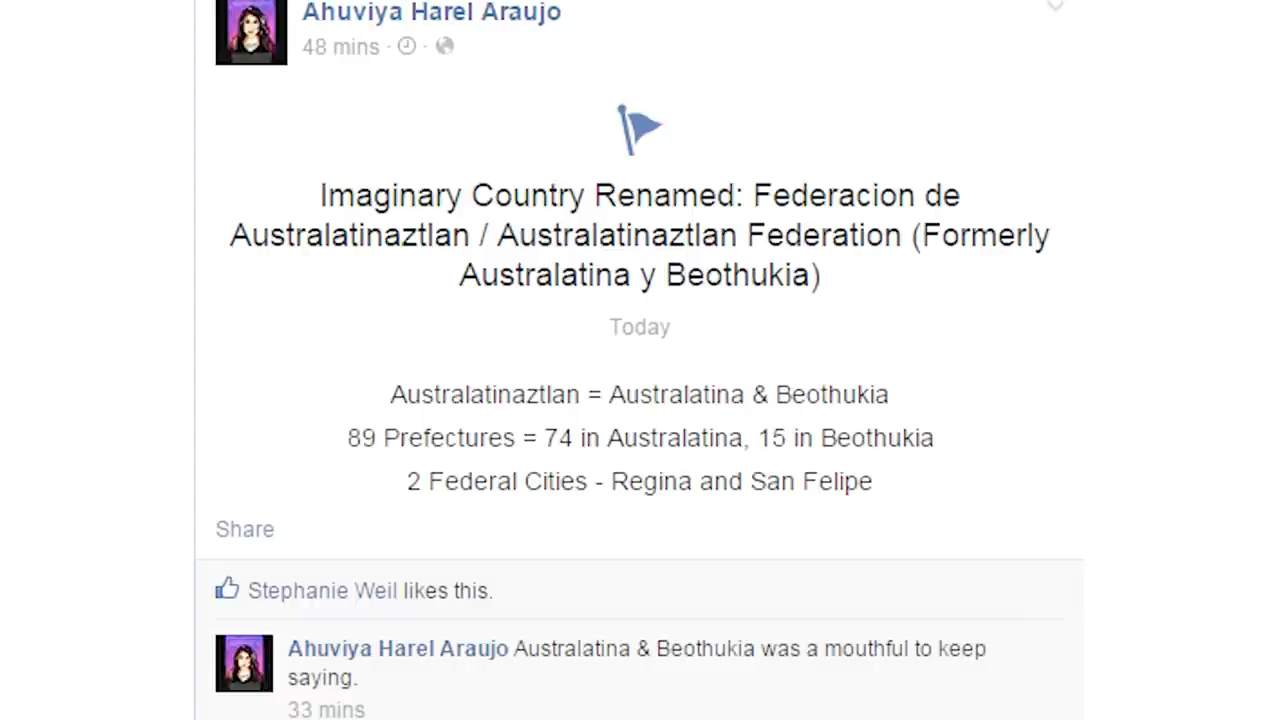 Ahuviya Harel Araujo
48 mins · ·
Imaginary Country Renamed: Federacion de
Australatinaztlan / Australatinaztlan Federation (Formerly
Australatina y Beothukia)
Today
Australatinaztlan = Australatina & Beothukia
89 Prefectures = 74 in Australatina, 15 in Beothukia
2 Federal Cities - Regina and San Felipe
Share
Stephanie Weil likes this.
Ahuviya Harel Araujo Australatina & Beothukia was a mouthful to keep
saying.
33 mins